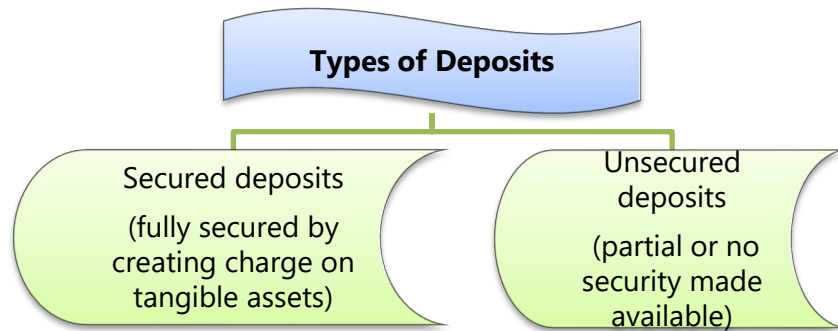 Types of Deposits
Secured deposits
(fully secured by
creating charge on
tangible assets)
Unsecured
deposits
(partial or no
security made
available)